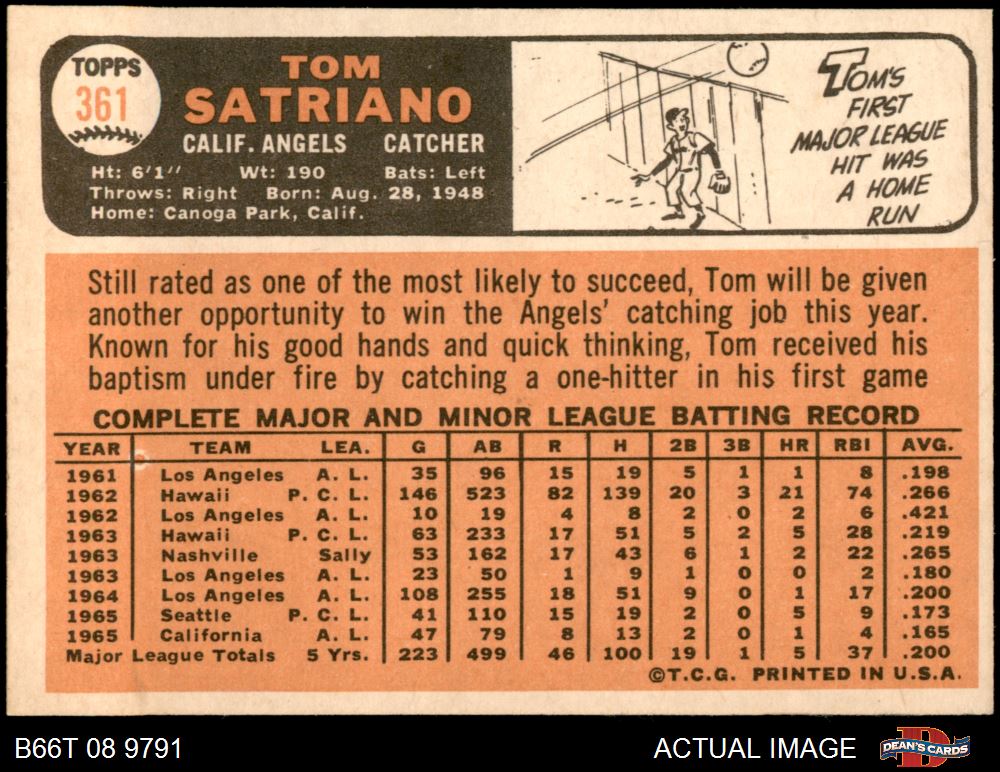 TOPPS
361
TOM
SATRIANO
CALIF. ANGELS CATCHER
Ht: 6'1" Wt: 190 Bats: Left
Throws: Right Born: Aug. 28, 1948
Home: Canoga Park, Calif.
TOM'S
FIRST
MAJOR LEAGUE
HIT WAS
A HOME
RUN
Still rated as one of the most likely to succeed, Tom will be given
another opportunity to win the Angels' catching job this year.
Known for his good hands and quick thinking, Tom received his
baptism under fire by catching a one-hitter in his first game
COMPLETE MAJOR AND MINOR LEAGUE BATTING RECORD
YEAR TEAM LEA. G AB R H 2B 3B HR RBI AVG.
1961 Los Angeles A. L. 35 96 15 19 5 1 1 8 .198
1962 Hawaii P. C. L. 146 523 82 139 20 3 21 74 .266
1962 Los Angeles A. L. 10 19 4 8 2 0 2 6 .421
1963 Hawaii P. C. L. 63 233 17 51 5 2 5 28 .219
1963 Nashville Sally 53 162 17 43 6 1 2 22 .265
1963 Los Angeles A. L. 23 50 1 9 1 0 0 2 .180
1964 Los Angeles A. L. 108 255 18 51 9 0 1 17 .200
1965 Seattle P. C. L. 41 110 15 19 2 0 5 9 .173
1965 California A. L. 47 79 8 13 2 0 1 4 .165
Major League Totals 5 Yrs. 223 499 46 100 19 1 5 37 .200
©T.C.G. PRINTED IN U.S.A.
B66T 08 9791 ACTUAL IMAGE DEAN'S CARDS